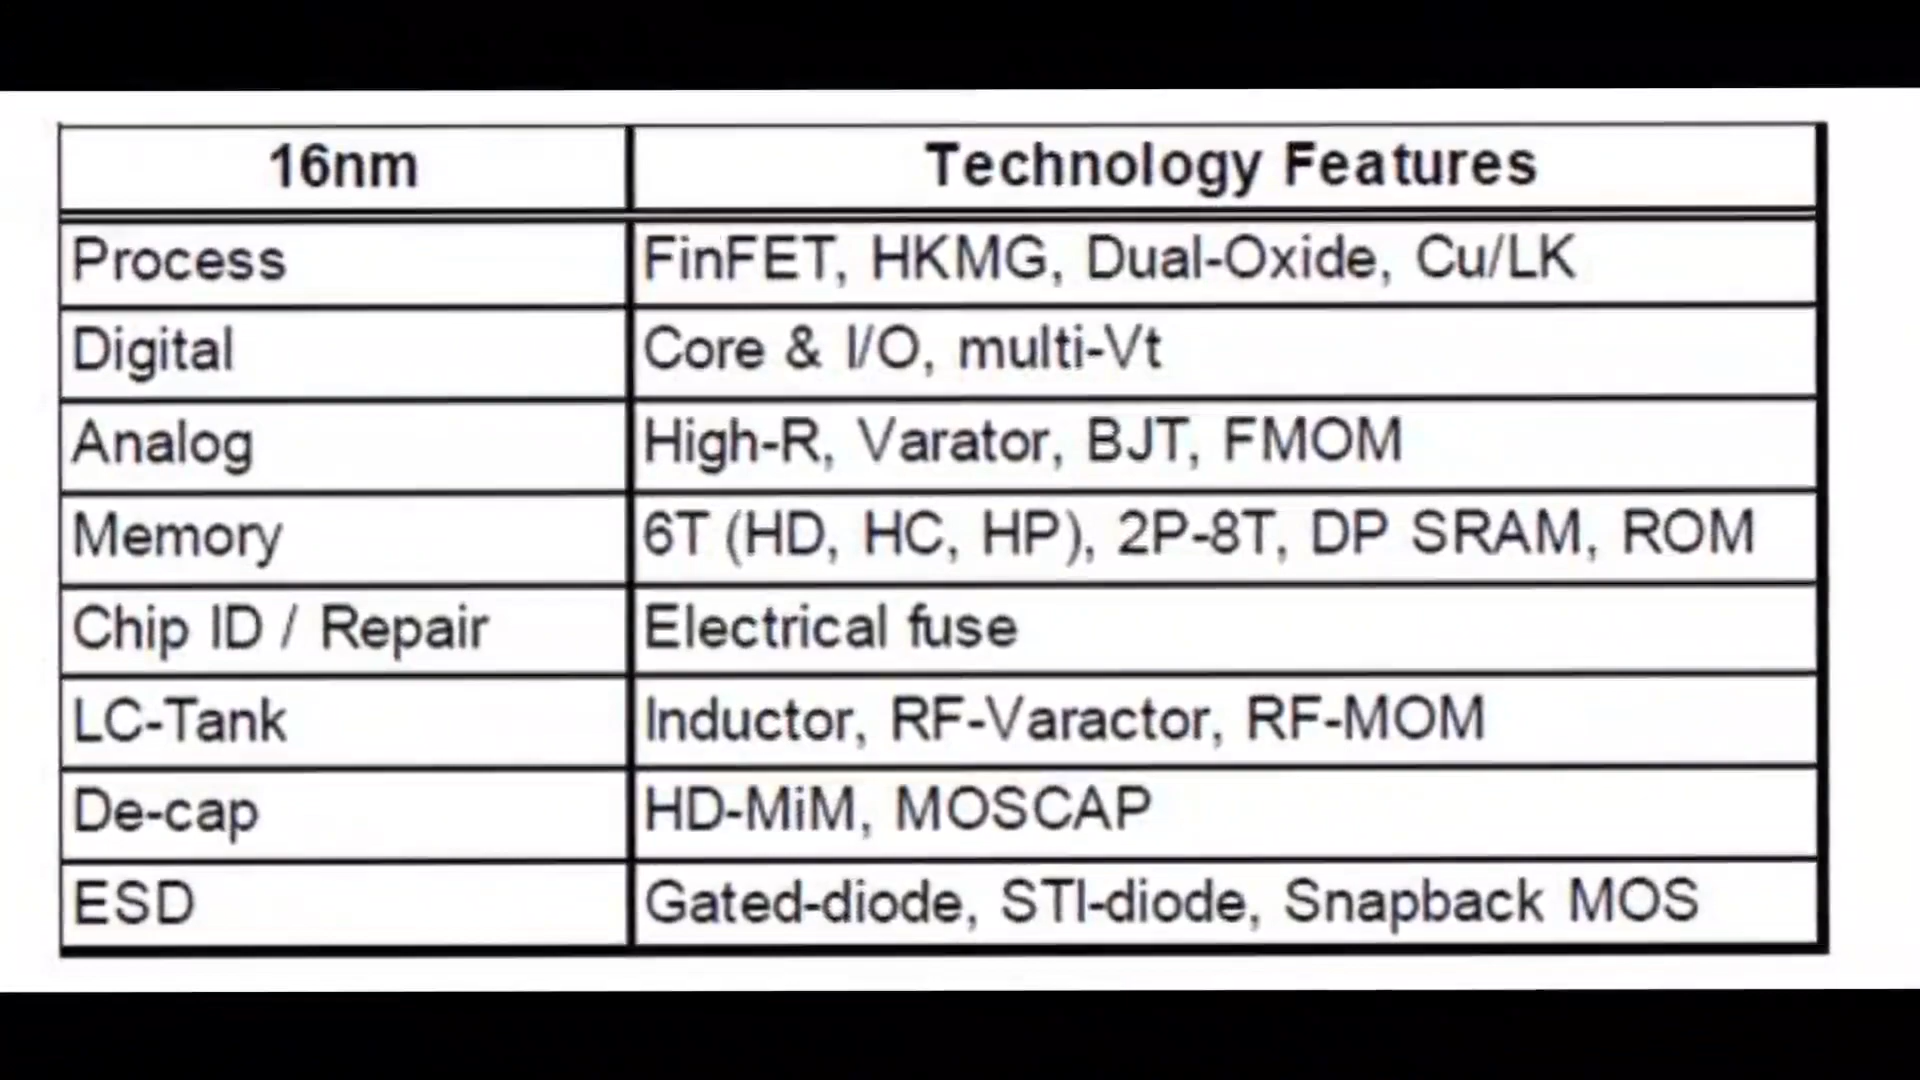 16nm Technology Features
Process FinFET, HKMG, Dual-Oxide, Cu/LK
Digital Core & I/O, multi-Vt
Analog High-R, Varator, BJT, FMOM
Memory 6T (HD, HC, HP), 2P-8T, DP SRAM, ROM
Chip ID / Repair Electrical fuse
LC-Tank Inductor, RF-Varactor, RF-MOM
De-cap HD-MiM, MOSCAP
ESD Gated-diode, STI-diode, Snapback MOS